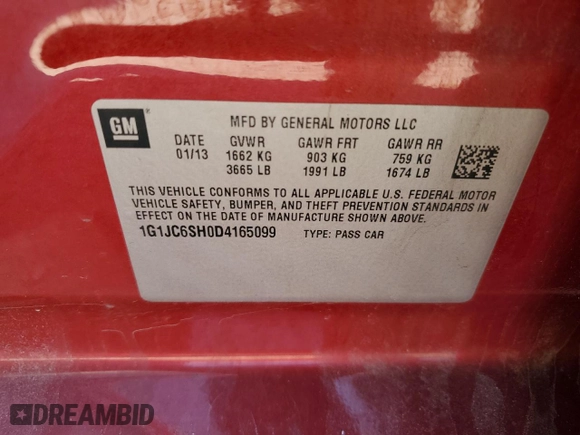 GM
MFD BY GENERAL MOTORS LLC
DATE GVWR GAWR FRT GAWR RR
01/13 1662 KG 903 KG 759 KG
3665 LB 1991 LB 1674 LB
THIS VEHICLE CONFORMS TO ALL APPLICABLE U.S. FEDERAL MOTOR
VEHICLE SAFETY, BUMPER, AND THEFT PREVENTION STANDARDS IN
EFFECT ON THE DATE OF MANUFACTURE SHOWN ABOVE.
1G1JC6SH0D4165099 TYPE: PASS CAR
DREAMBID